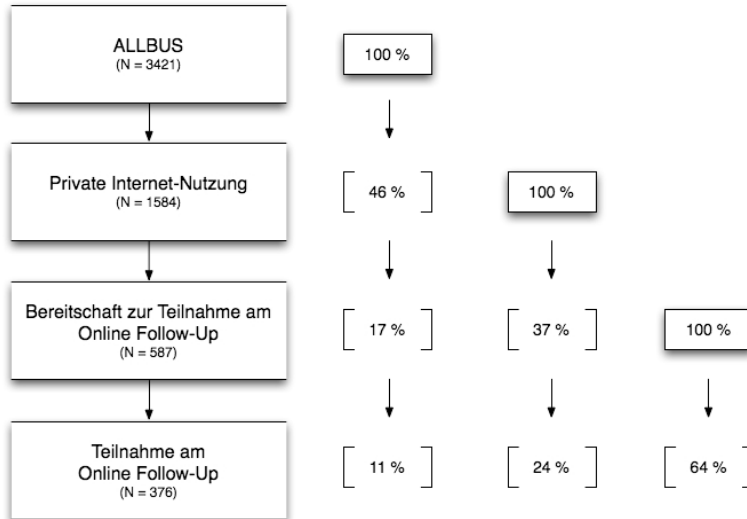 ALLBUS
(N = 3421)
100 %
Private Internet-Nutzung
(N = 1584)
46 %
100 %
Bereitschaft zur Teilnahme am
Online Follow-Up
(N = 587)
17 %
37 %
100 %
Teilnahme am
Online Follow-Up
(N = 376)
11 %
24 %
64 %